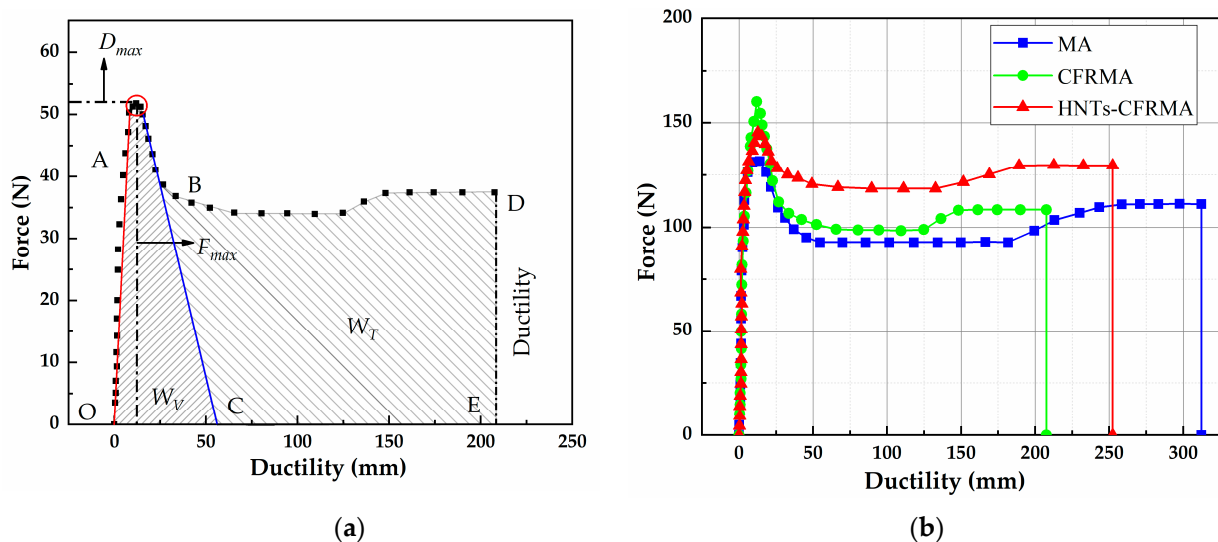 D_max
60
50
40
30
20
10
0
Force (N)
A
B
D
F_max
W_T
W_V
O
C
E
Ductility
0 50 100 150 200 250
Ductility (mm)
(a)
200
150
100
50
0
Force (N)
MA
CFRMA
HNTs-CFRMA
0 50 100 150 200 250 300
Ductility (mm)
(b)